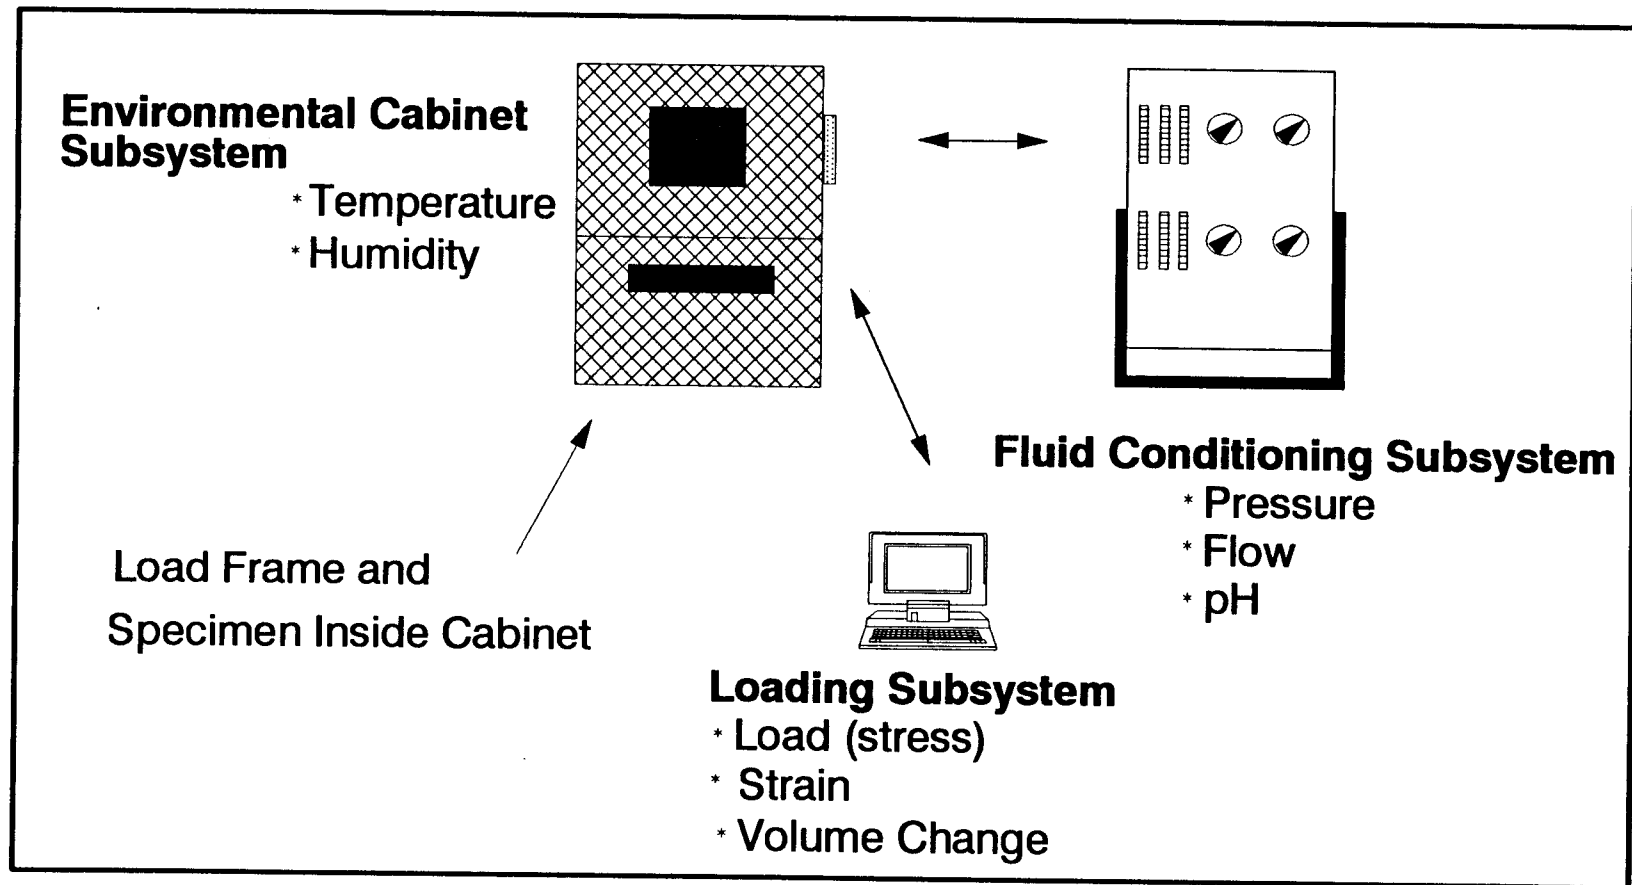 Environmental Cabinet
Subsystem
* Temperature
* Humidity
Load Frame and
Specimen Inside Cabinet
Fluid Conditioning Subsystem
* Pressure
* Flow
* pH
Loading Subsystem
* Load (stress)
* Strain
* Volume Change